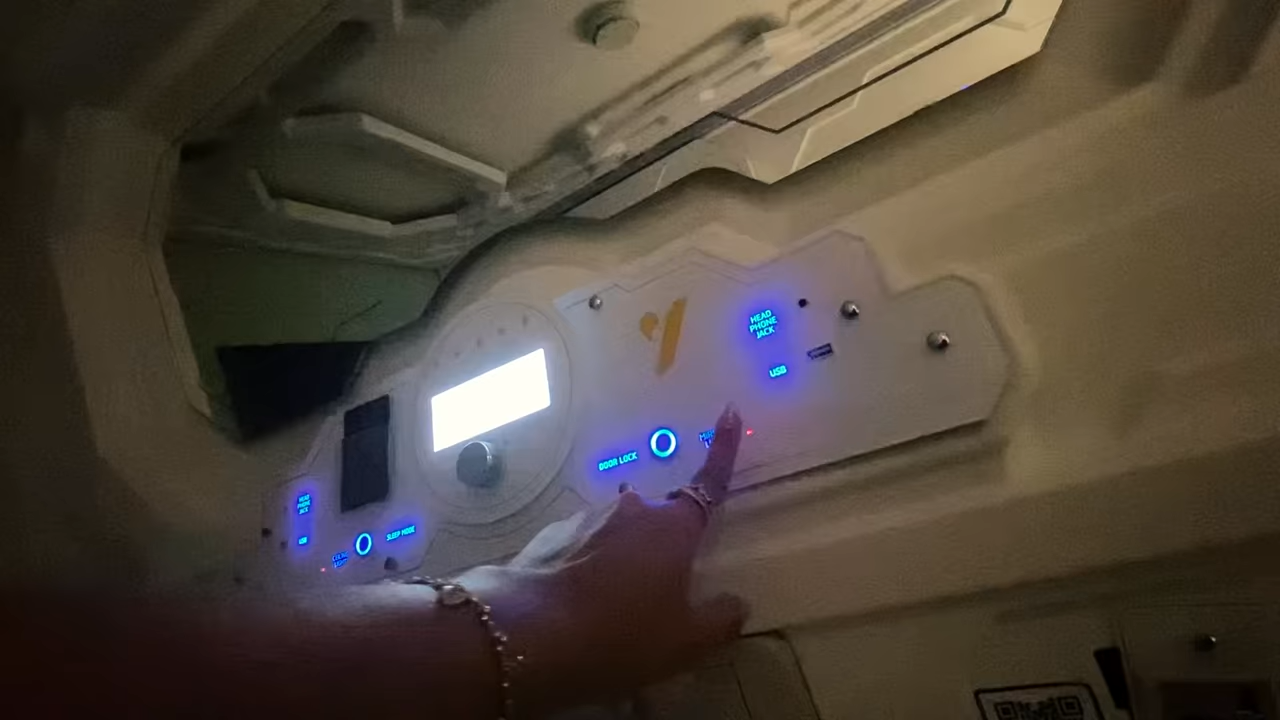 HEAD
PHONE
JACK
USB
DOOR LOCK
HEAD
PHONE
JACK
USB
SLEEP MODE